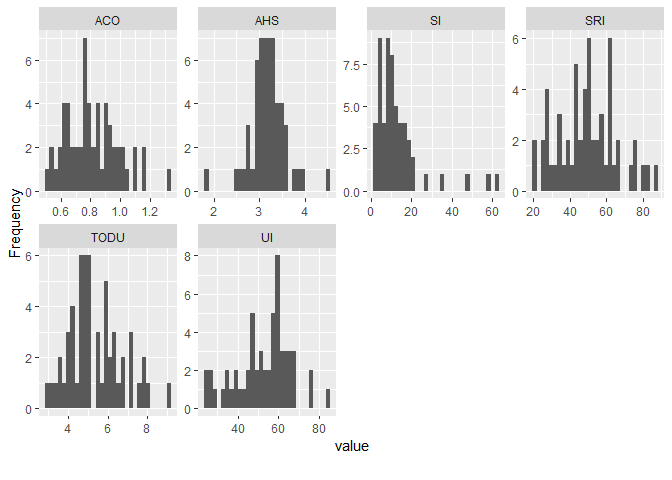 ACO AHS SI SRI
6 4 2 0
6 4 2 0
7.5 5.0 2.5 0.0
6 4 2 0
0.6 0.8 1.0 1.2
2 3 4
0 20 40 60
20 40 60 80
TODU UI
6 4 2 0
8 6 4 2 0
4 6 8
40 60 80
Frequency
value